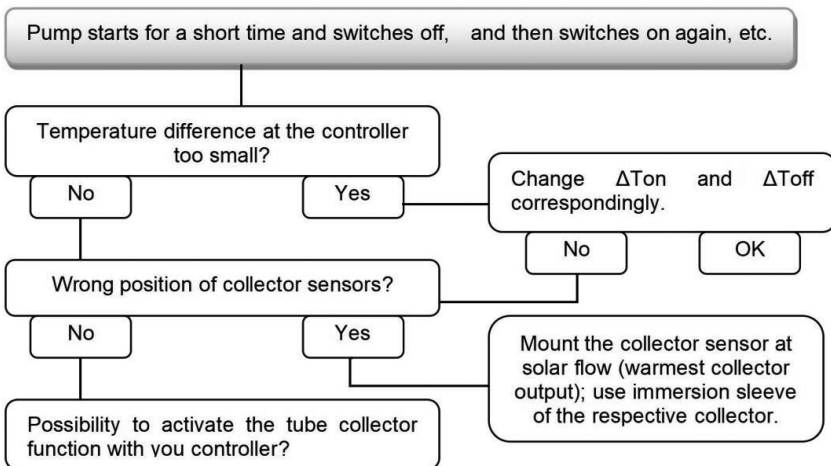 Pump starts for a short time and switches off, and then switches on again, etc.
Temperature difference at the controller
too small?
No
Yes
Change ΔTon and ΔToff
correspondingly.
No
OK
Wrong position of collector sensors?
No
Yes
Mount the collector sensor at
solar flow (warmest collector
output); use immersion sleeve
of the respective collector.
Possibility to activate the tube collector
function with you controller?